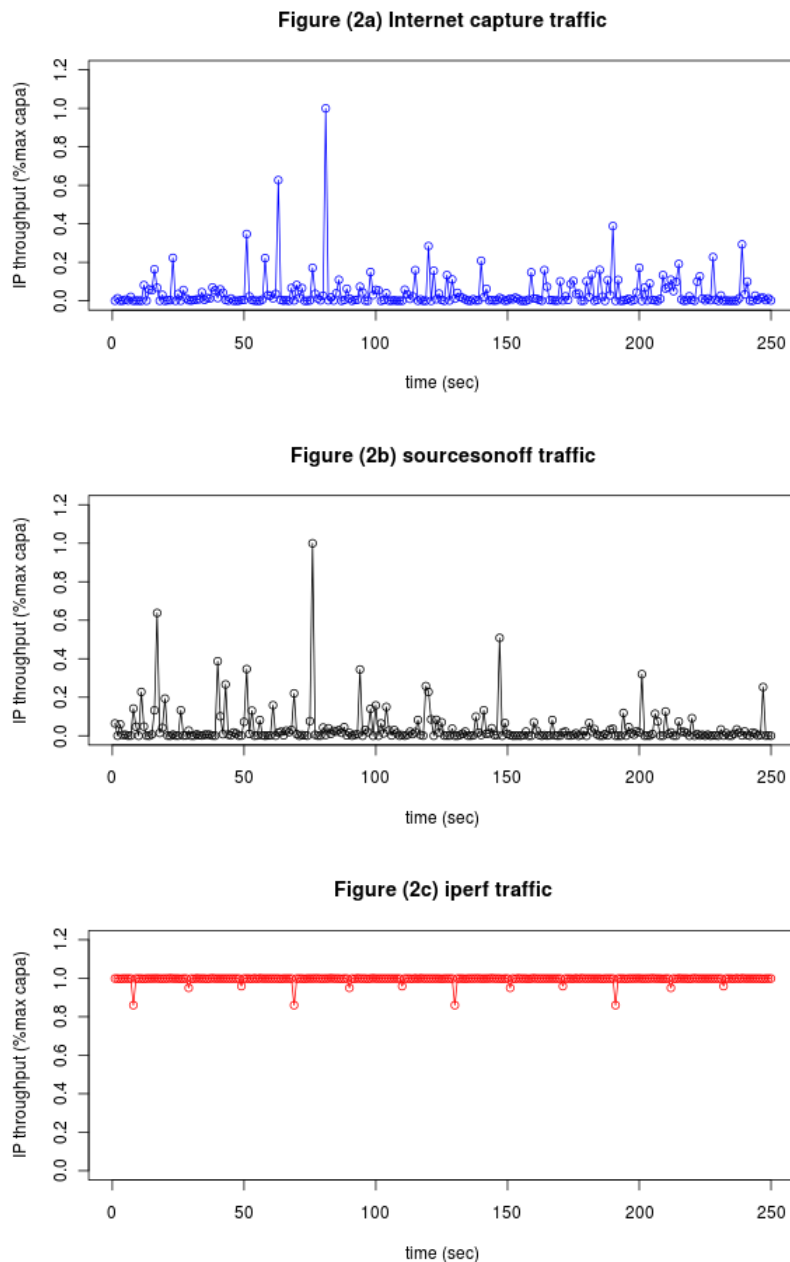 Figure (2a) Internet capture traffic
IP throughput (%max capa)
0.0 0.2 0.4 0.6 0.8 1.0 1.2
0 50 100 150 200 250
time (sec)
Figure (2b) sourcesonoff traffic
IP throughput (%max capa)
0.0 0.2 0.4 0.6 0.8 1.0 1.2
0 50 100 150 200 250
time (sec)
Figure (2c) iperf traffic
IP throughput (%max capa)
0.0 0.2 0.4 0.6 0.8 1.0 1.2
0 50 100 150 200 250
time (sec)